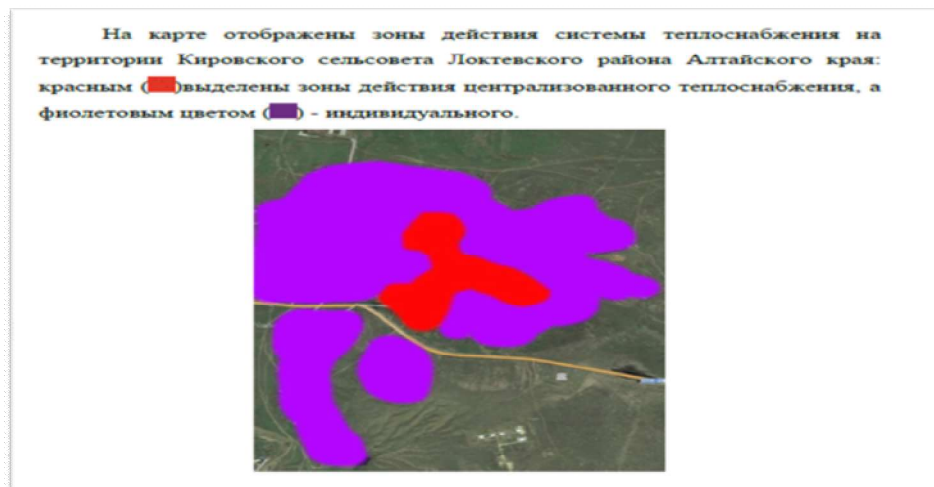 На карте отображены зоны действия системы теплоснабжения на
территории Кировского сельсовета Локтевского района Алтайского края:
красным ( )выделены зоны действия централизованного теплоснабжения, а
фиолетовым цветом ( ) - индивидуального.